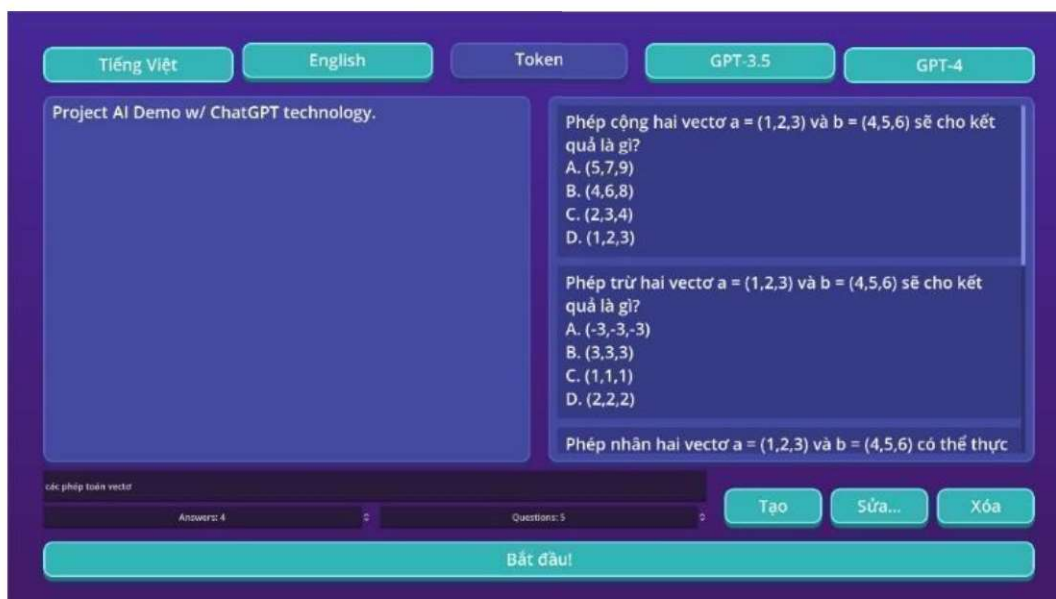 Tiếng Việt
English
Token
GPT-3.5
GPT-4
Project AI Demo w/ ChatGPT technology.
Phép cộng hai vectơ a = (1,2,3) và b = (4,5,6) sẽ cho kết
quả là gì?
A. (5,7,9)
B. (4,6,8)
C. (2,3,4)
D. (1,2,3)
Phép trừ hai vectơ a = (1,2,3) và b = (4,5,6) sẽ cho kết
quả là gì?
A. (-3,-3,-3)
B. (3,3,3)
C. (1,1,1)
D. (2,2,2)
Phép nhân hai vectơ a = (1,2,3) và b = (4,5,6) có thể thực
các phép toán vectơ
Answers: 4
Questions: 5
Tạo
Sửa...
Xóa
Bắt đầu!